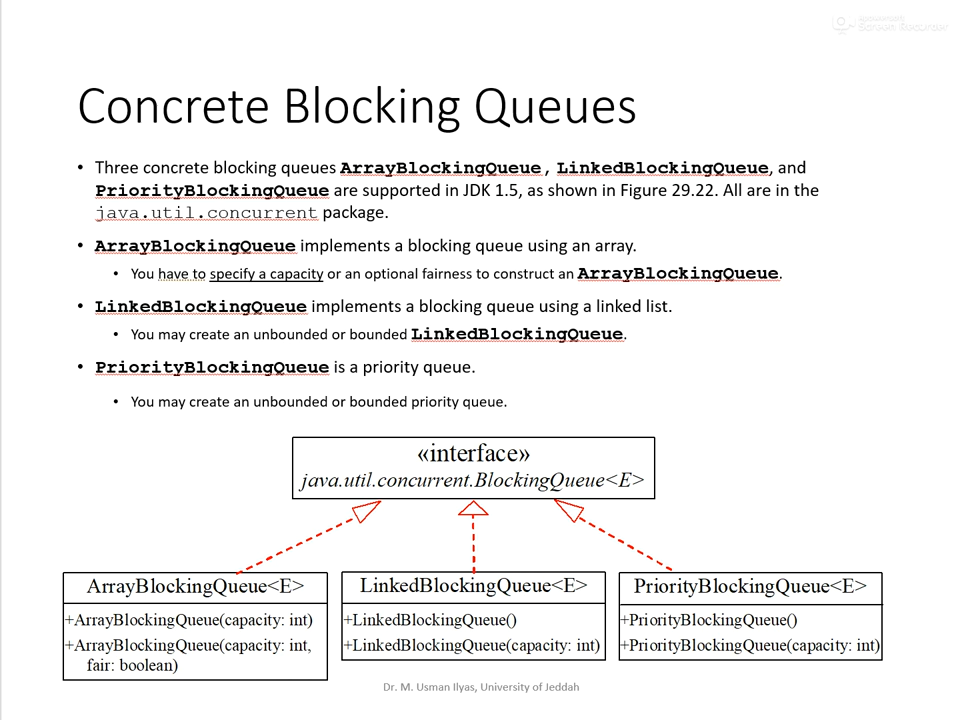 Screen Recorder
Concrete Blocking Queues
• Three concrete blocking queues ArrayBlockingQueue, LinkedBlockingQueue, and
PriorityBlockingQueue are supported in JDK 1.5, as shown in Figure 29.22. All are in the
java.util.concurrent package.
• ArrayBlockingQueue implements a blocking queue using an array.
• You have to specify a capacity or an optional fairness to construct an ArrayBlockingQueue.
• LinkedBlockingQueue implements a blocking queue using a linked list.
• You may create an unbounded or bounded LinkedBlockingQueue.
• PriorityBlockingQueue is a priority queue.
• You may create an unbounded or bounded priority queue.
«interface»
java.util.concurrent.BlockingQueue<E>
ArrayBlockingQueue<E>
+ArrayBlockingQueue(capacity: int)
+ArrayBlockingQueue(capacity: int,
fair: boolean)
LinkedBlockingQueue<E>
+LinkedBlockingQueue()
+LinkedBlockingQueue(capacity: int)
PriorityBlockingQueue<E>
+PriorityBlockingQueue()
+PriorityBlockingQueue(capacity: int)
Dr. M. Usman Ilyas, University of Jeddah